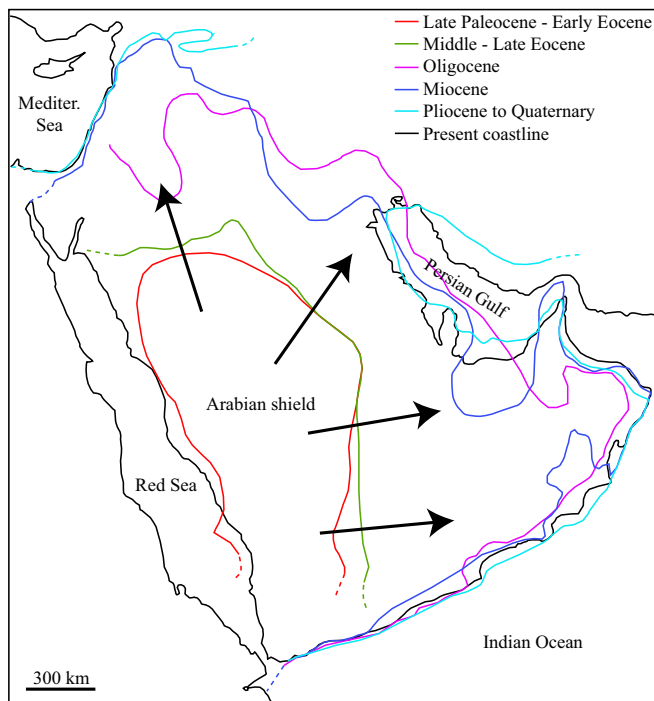 Late Paleocene - Early Eocene
Middle - Late Eocene
Oligocene
Miocene
Pliocene to Quaternary
Present coastline
Mediter.
Sea
Persian Gulf
Arabian shield
Red Sea
Indian Ocean
300 km